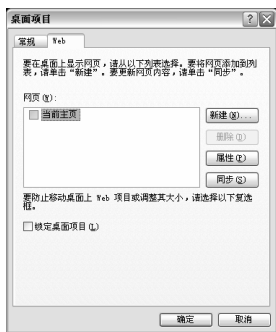 桌面项目
常规 Web
要在桌面上显示网页，请从以下列表选择。要将网页添加到列
表，请单击“新建”。要更新网页内容，请单击“同步”。
网页(W):
当前主页
新建(N)...
删除(D)
属性(P)
同步(S)
要防止移动桌面上 Web 项目或调整其大小，请选择以下复选
框。
锁定桌面项目(L)
确定 取消